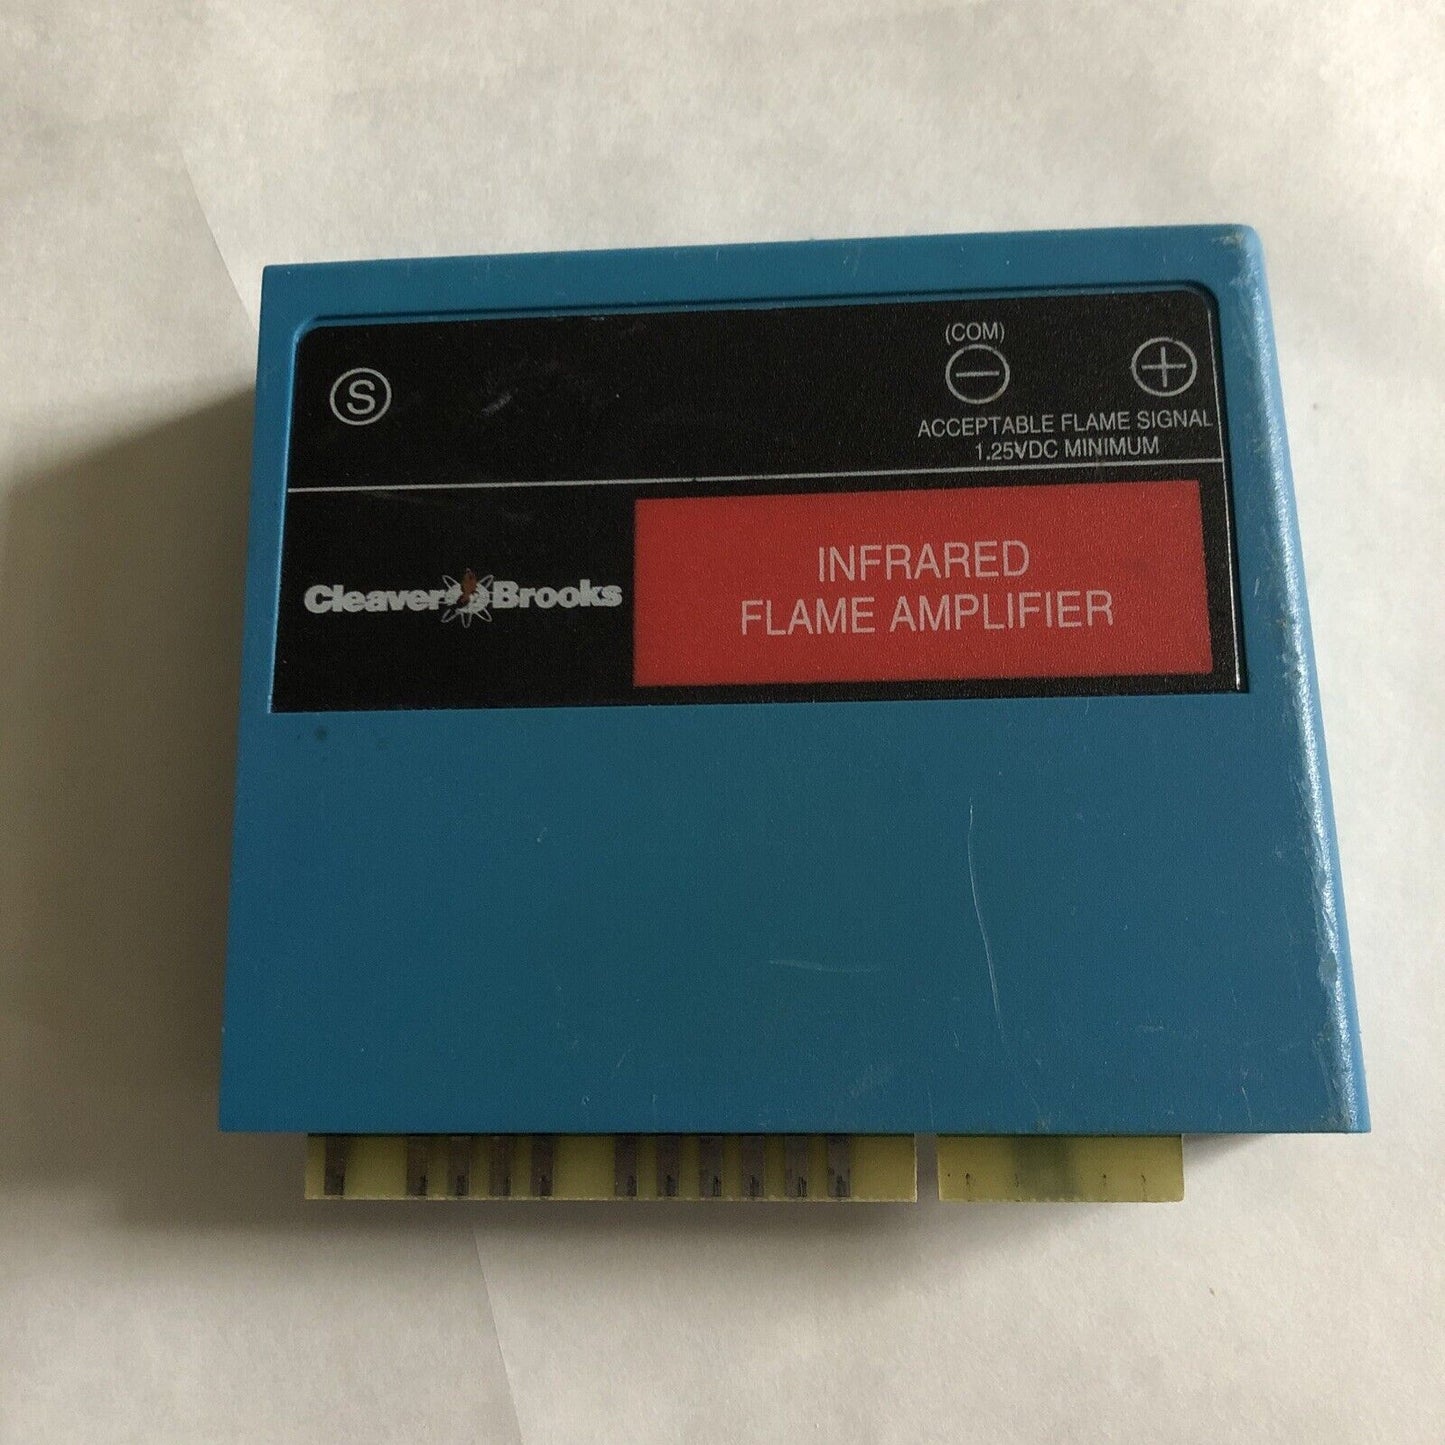 (COM)
S
ACCEPTABLE FLAME SIGNAL
1.25VDC MINIMUM
Cleaver Brooks
INFRARED
FLAME AMPLIFIER